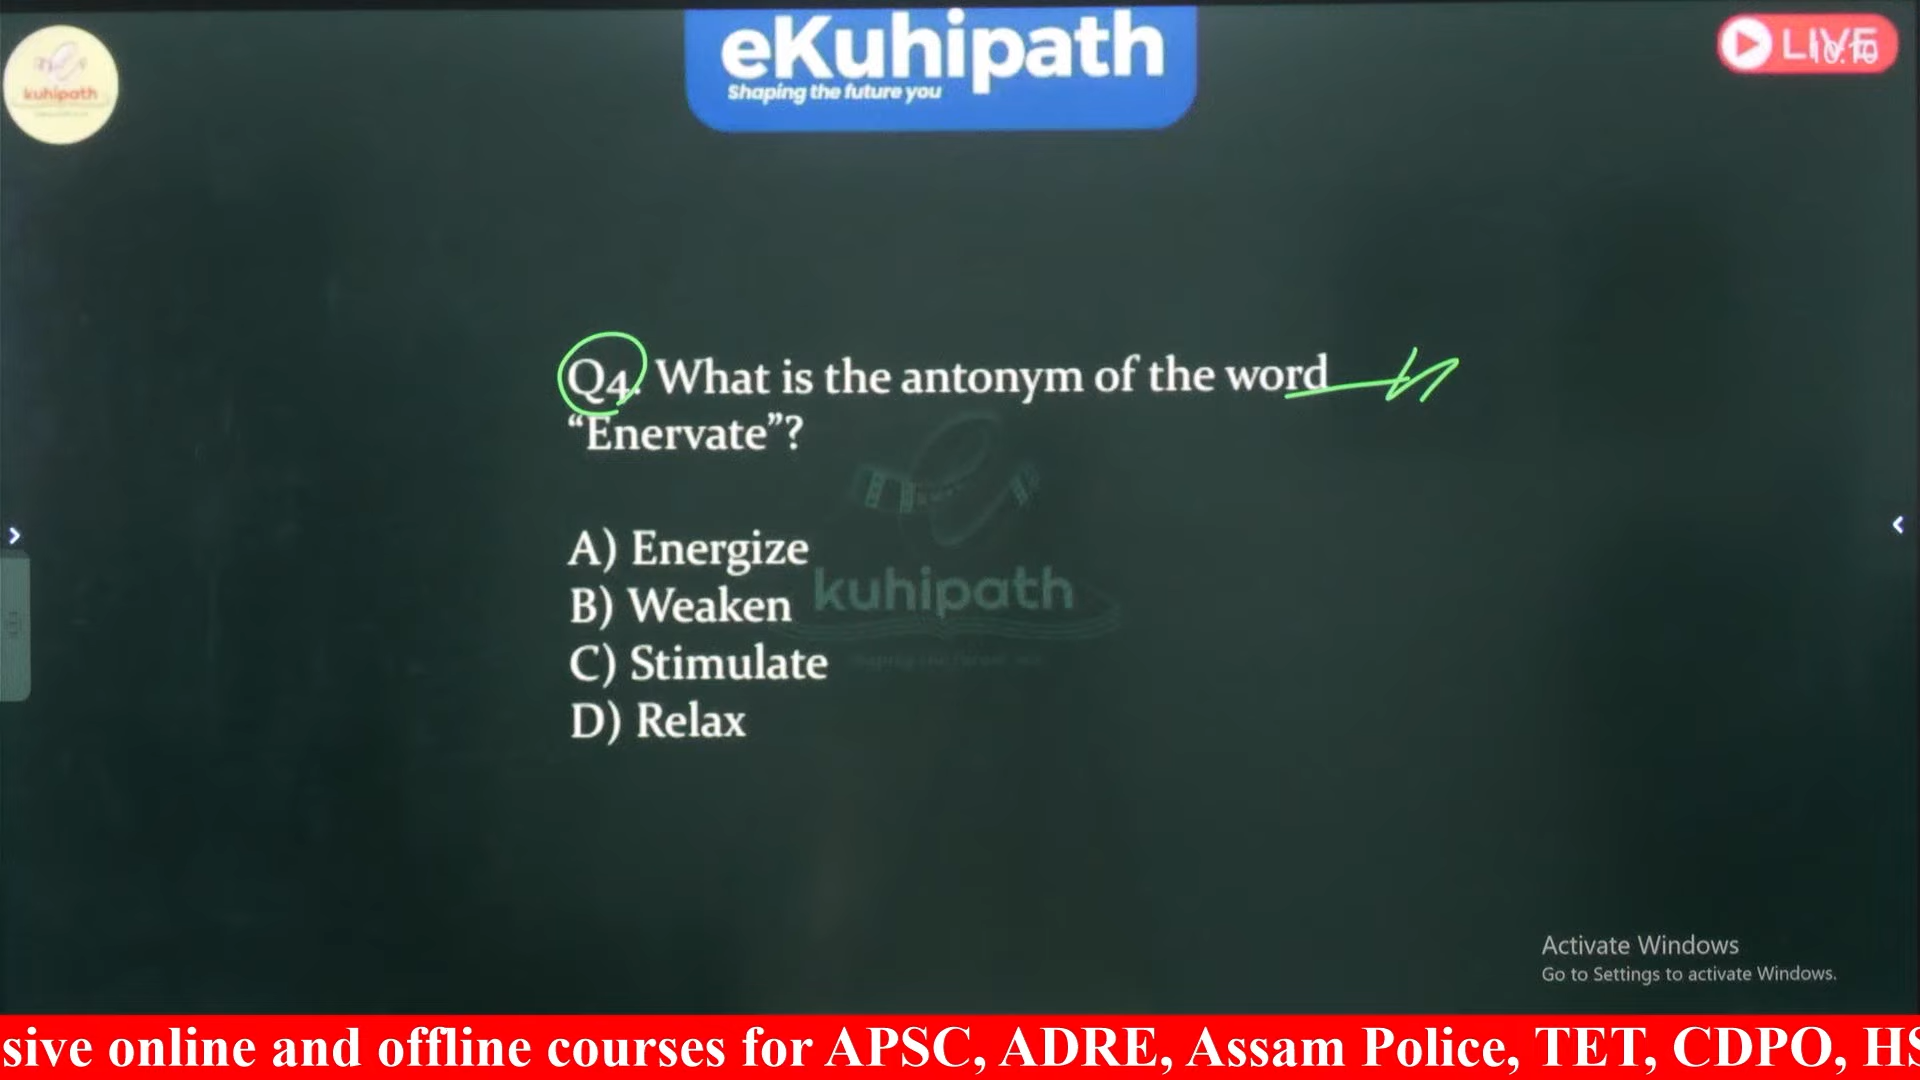 eKuhipath
Shaping the future you
kuhipath
LIVE
Q4. What is the antonym of the word
“Enervate”?
A) Energize
B) Weaken
C) Stimulate
D) Relax
kuhipath
Activate Windows
Go to Settings to activate Windows.
sive online and offline courses for APSC, ADRE, Assam Police, TET, CDPO, HS